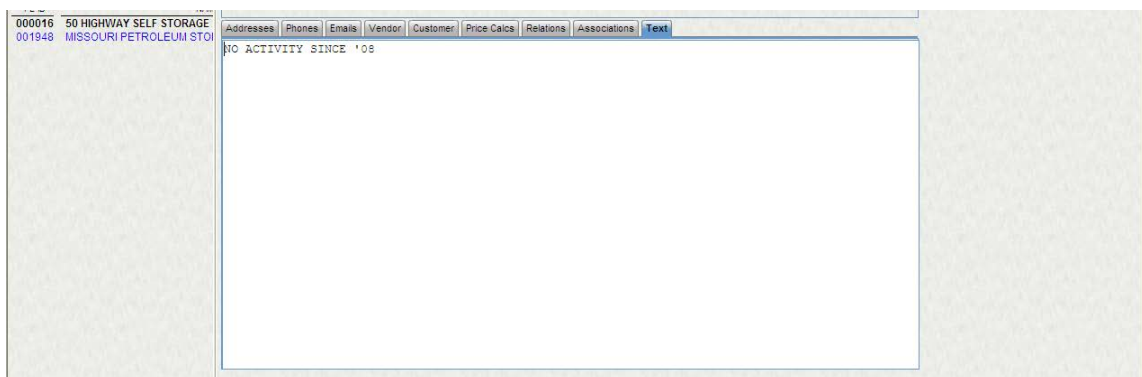 000016 50 HIGHWAY SELF STORAGE
001948 MISSOURI PETROLEUM STO
Addresses Phones Emails Vendor Customer Price Calcs Relations Associations Text
NO ACTIVITY SINCE '08